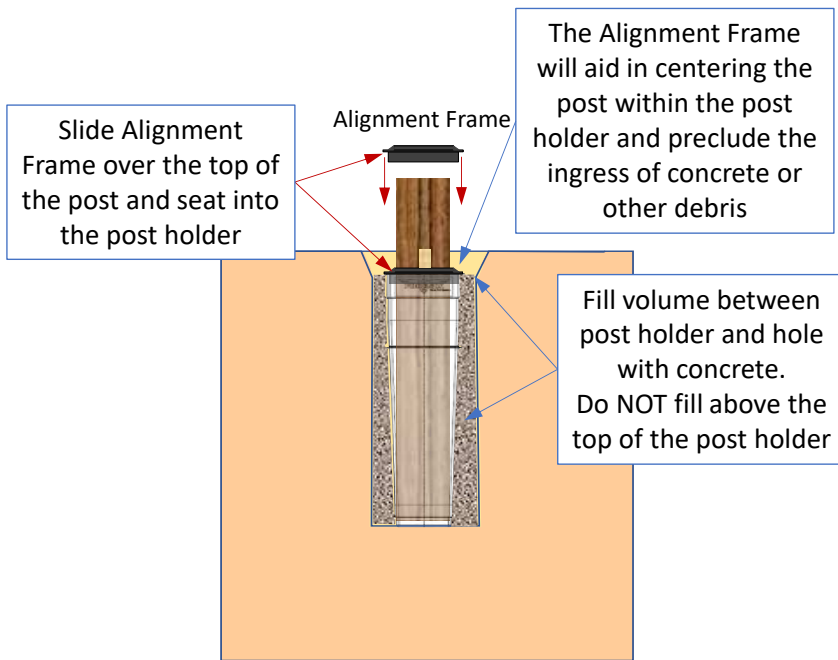 The Alignment Frame
will aid in centering the
post within the post
holder and preclude the
ingress of concrete or
other debris
Alignment Frame
Slide Alignment
Frame over the top of
the post and seat into
the post holder
Fill volume between
post holder and hole
with concrete.
Do NOT fill above the
top of the post holder